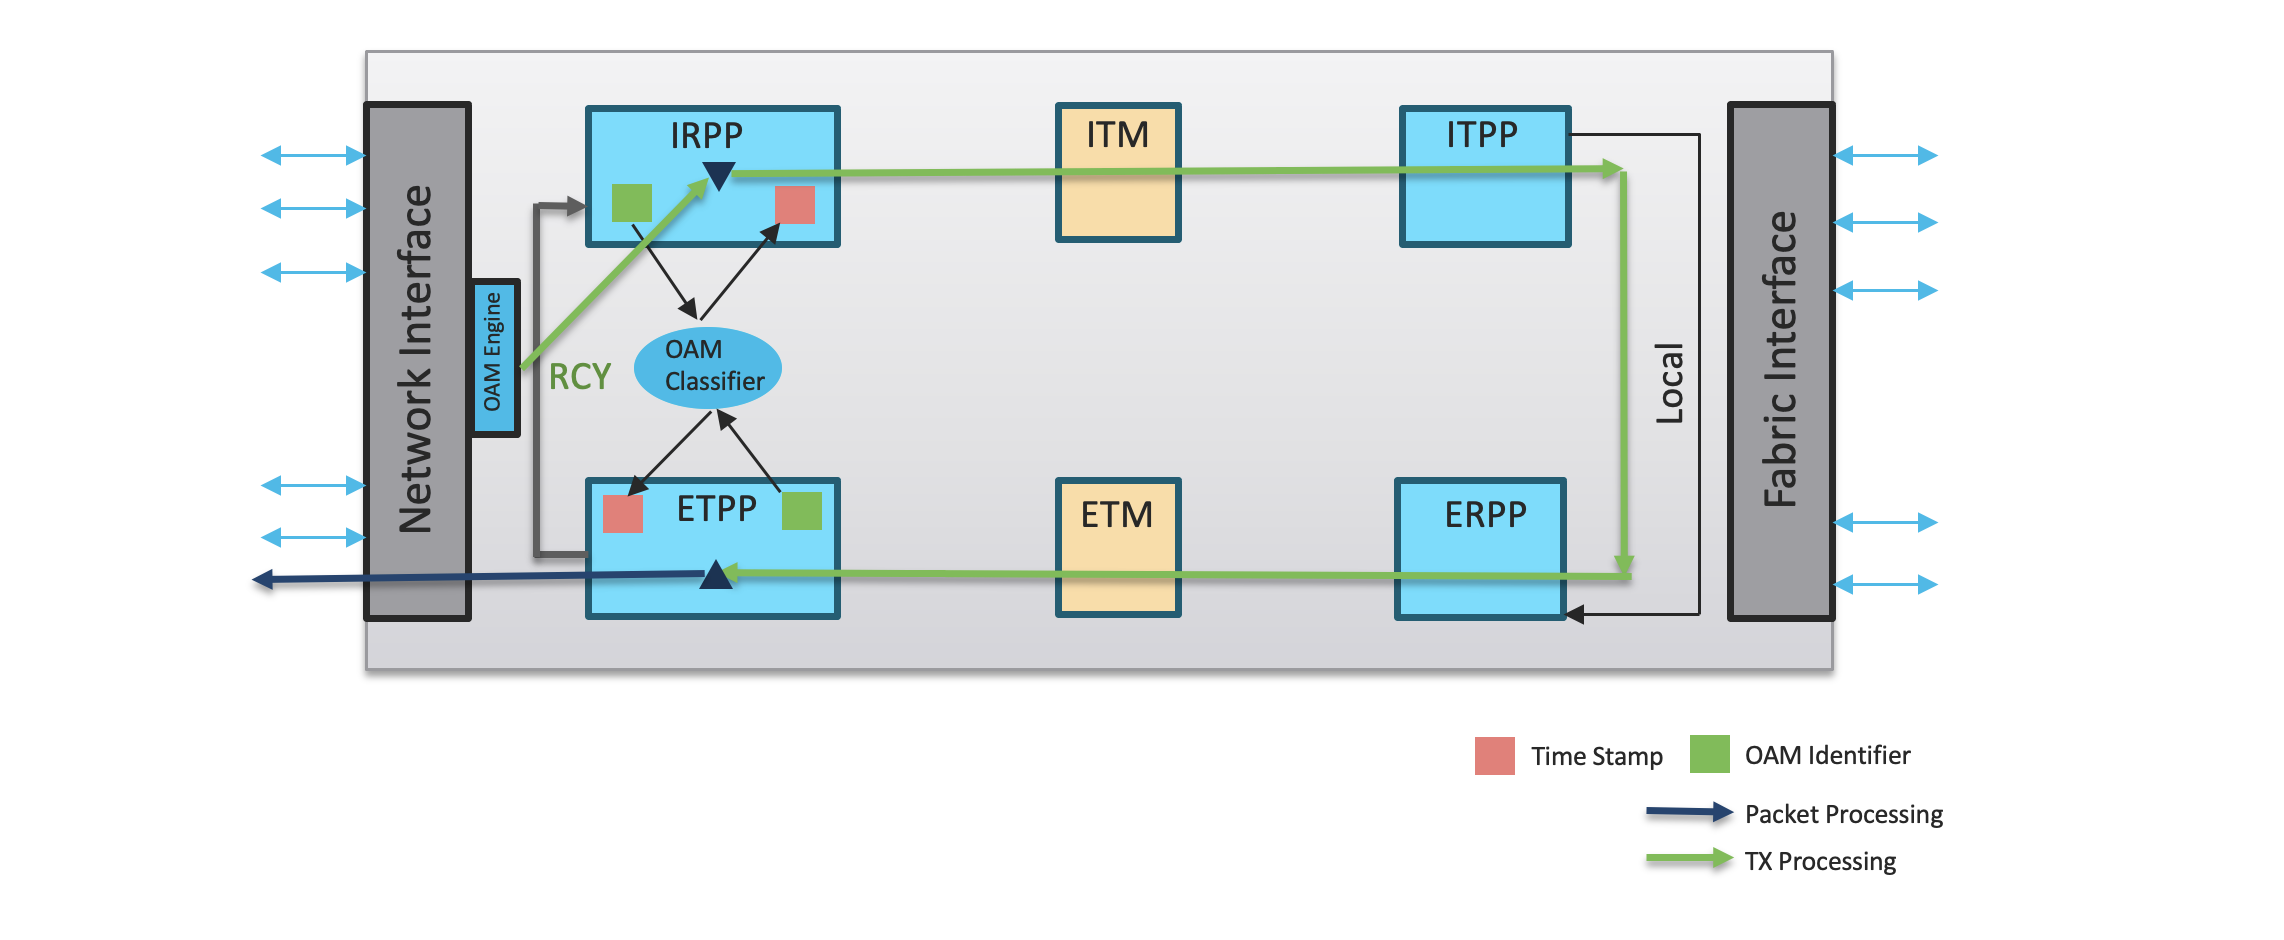 IRPP
ITM
ITPP
Network Interface
OAM Engine
RCY
OAM
Classifier
Local
Fabric Interface
ETPP
ETM
ERPP
Time Stamp
OAM Identifier
Packet Processing
TX Processing